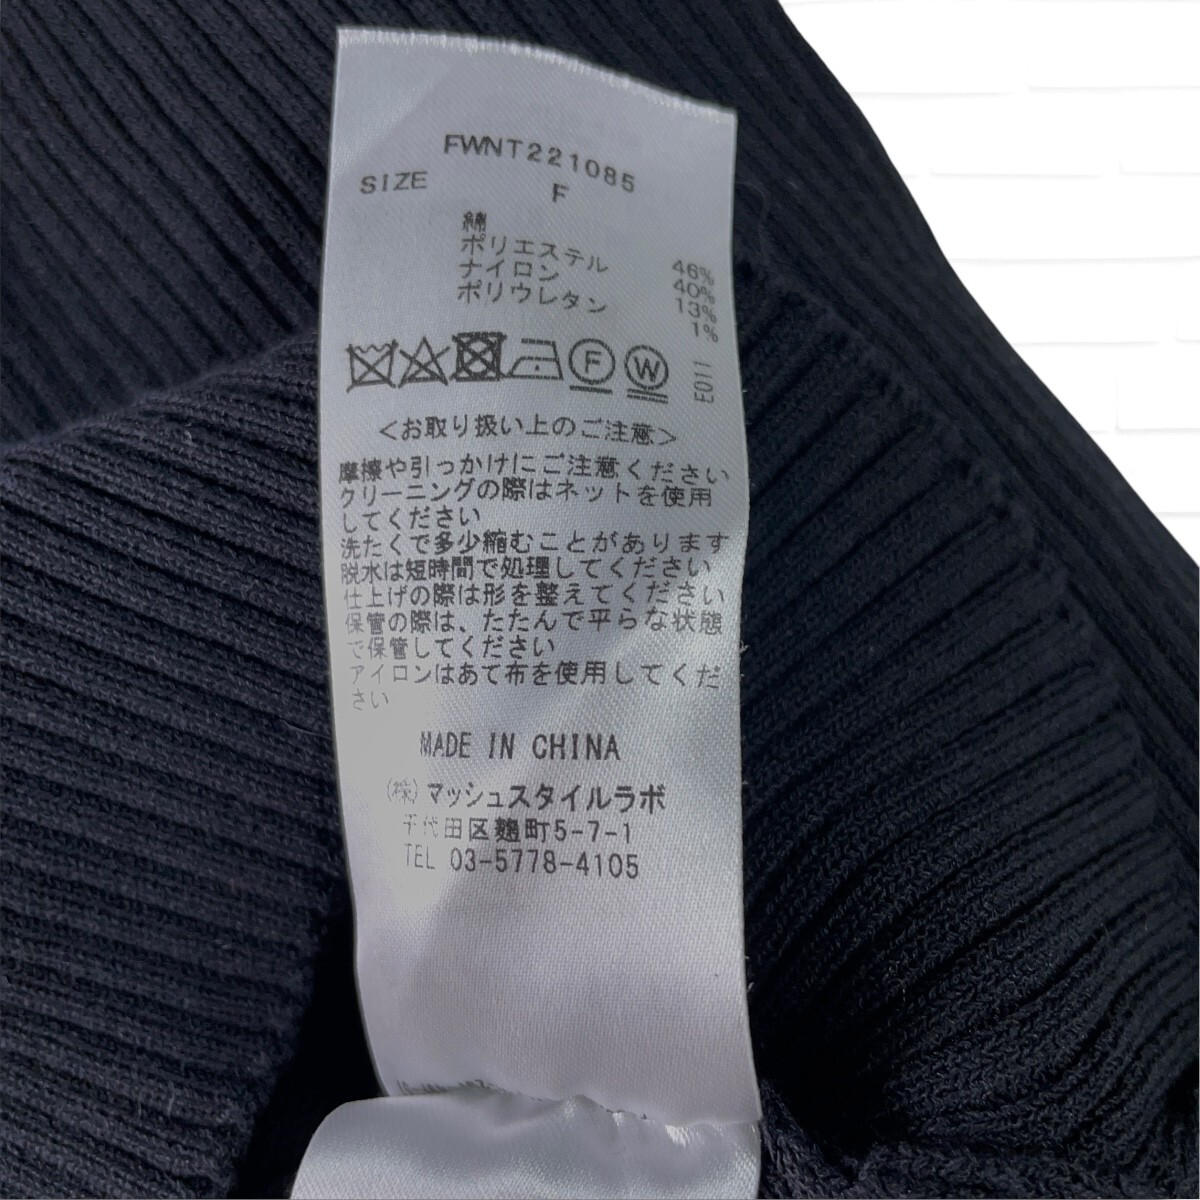 FWNT221085
SIZE F
綿 46%
ポリエステル 40%
ナイロン 13%
ポリウレタン 1%
F W E011
<お取り扱い上のご注意>
摩擦や引っかけにご注意ください
クリーニングの際はネットを使用
してください
洗たくで多少縮むことがあります
脱水は短時間で処理してください
仕上げの際は形を整えてください
保管の際は、たたんで平らな状態
で保管してください
アイロンはあて布を使用してくだ
さい
MADE IN CHINA
(株)マッシュスタイルラボ
千代田区麹町5-7-1
TEL 03-5778-4105